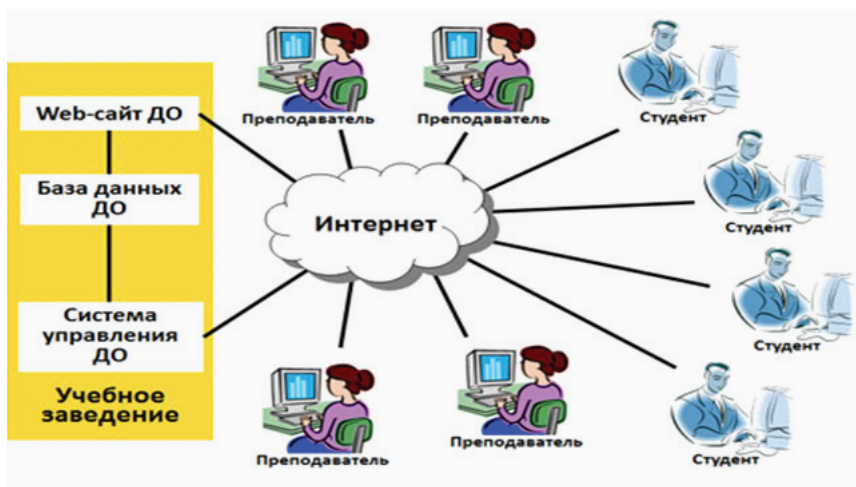 Web-сайт ДО
База данных
ДО
Система
управления
ДО
Учебное
заведение
Преподаватель
Преподаватель
Студент
Студент
Интернет
Студент
Преподаватель
Преподаватель
Студент